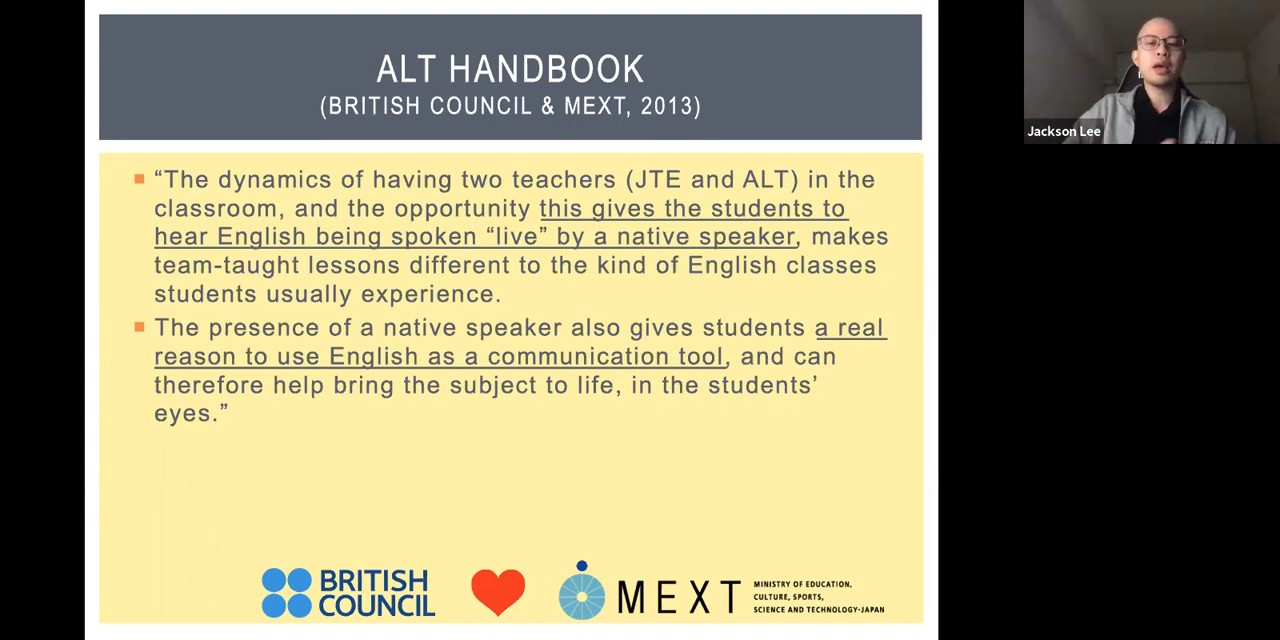 ALT HANDBOOK
(BRITISH COUNCIL & MEXT, 2013)
Jackson Lee
“The dynamics of having two teachers (JTE and ALT) in the
classroom, and the opportunity this gives the students to
hear English being spoken “live” by a native speaker, makes
team-taught lessons different to the kind of English classes
students usually experience.
The presence of a native speaker also gives students a real
reason to use English as a communication tool, and can
therefore help bring the subject to life, in the students’
eyes.”
BRITISH
COUNCIL
MEXT
MINISTRY OF EDUCATION,
CULTURE, SPORTS,
SCIENCE AND TECHNOLOGY-JAPAN